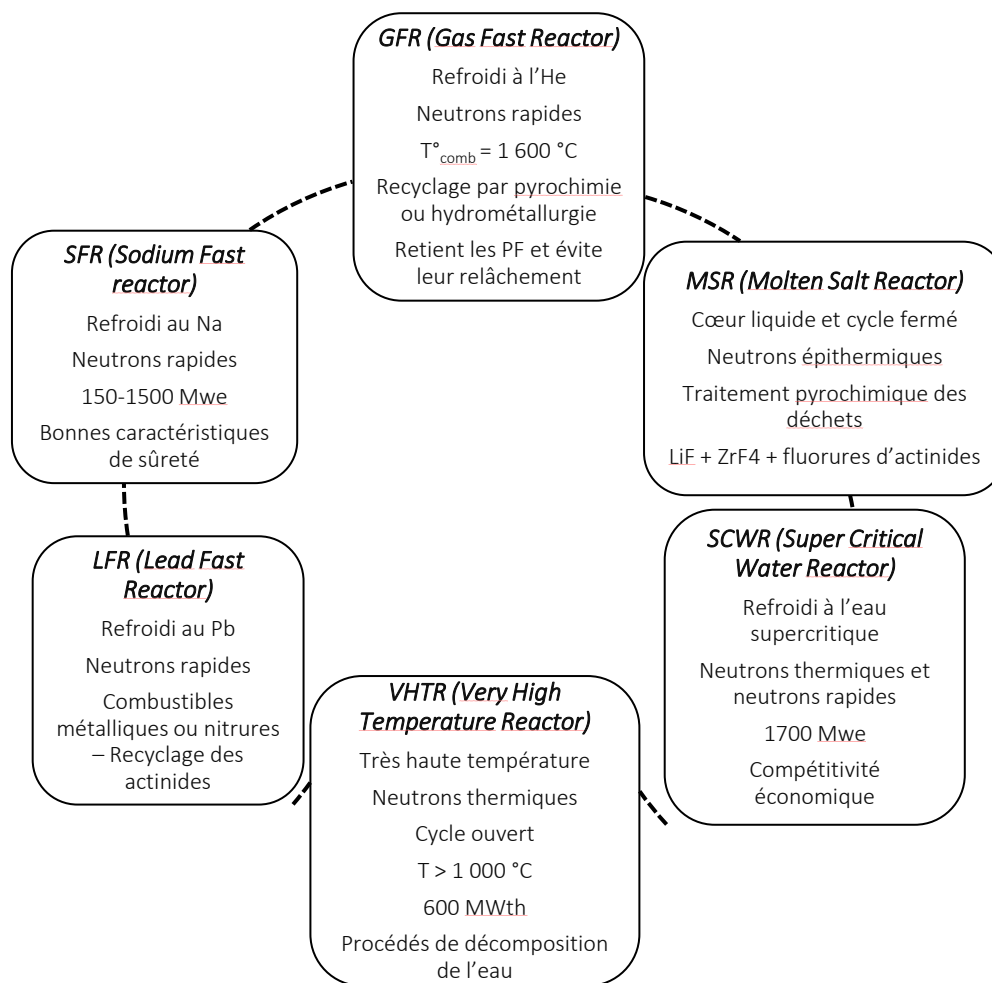 GFR (Gas Fast Reactor)
Refroidi à l’He
Neutrons rapides
T°comb = 1 600 °C
Recyclage par pyrochimie
ou hydrométallurgie
Retient les PF et évite
leur relâchement
SFR (Sodium Fast
reactor)
Refroidi au Na
Neutrons rapides
150-1500 Mwe
Bonnes caractéristiques
de sûreté
MSR (Molten Salt Reactor)
Cœur liquide et cycle fermé
Neutrons épithermiques
Traitement pyrochimique des
déchets
LiF + ZrF4 + fluorures d’actinides
LFR (Lead Fast
Reactor)
Refroidi au Pb
Neutrons rapides
Combustibles
métalliques ou nitrures
– Recyclage des
actinides
SCWR (Super Critical
Water Reactor)
Refroidi à l’eau
supercritique
Neutrons thermiques et
neutrons rapides
1700 Mwe
Compétitivité
économique
VHTR (Very High
Temperature Reactor)
Très haute température
Neutrons thermiques
Cycle ouvert
T > 1 000 °C
600 MWth
Procédés de décomposition
de l’eau